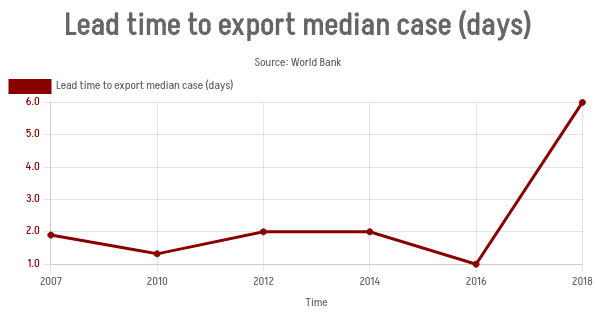 Lead time to export median case (days)
Source: World Bank
Lead time to export median case (days)
6.0
5.0
4.0
3.0
2.0
1.0
2007 2010 2012 2014 2016 2018
Time